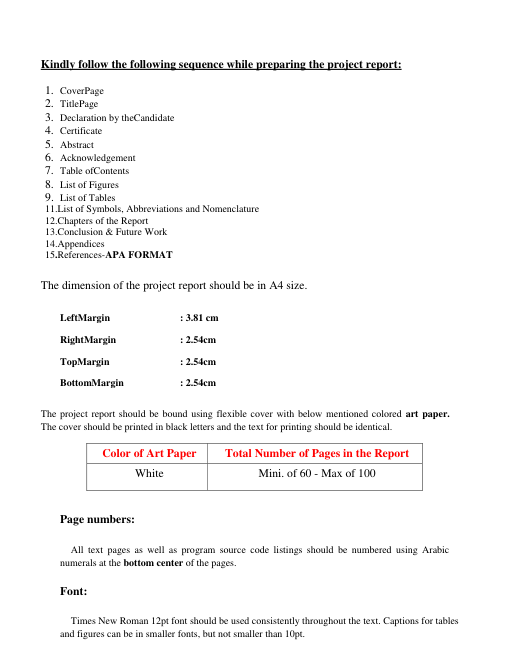 Kindly follow the following sequence while preparing the project report:
1. CoverPage
2. TitlePage
3. Declaration by theCandidate
4. Certificate
5. Abstract
6. Acknowledgement
7. Table ofContents
8. List of Figures
9. List of Tables
11.List of Symbols, Abbreviations and Nomenclature
12.Chapters of the Report
13.Conclusion & Future Work
14.Appendices
15.References-APA FORMAT
The dimension of the project report should be in A4 size.
LeftMargin : 3.81 cm
RightMargin : 2.54cm
TopMargin : 2.54cm
BottomMargin : 2.54cm
The project report should be bound using flexible cover with below mentioned colored art paper.
The cover should be printed in black letters and the text for printing should be identical.
Color of Art Paper Total Number of Pages in the Report
White Mini. of 60 - Max of 100
Page numbers:
All text pages as well as program source code listings should be numbered using Arabic
numerals at the bottom center of the pages.
Font:
Times New Roman 12pt font should be used consistently throughout the text. Captions for tables
and figures can be in smaller fonts, but not smaller than 10pt.